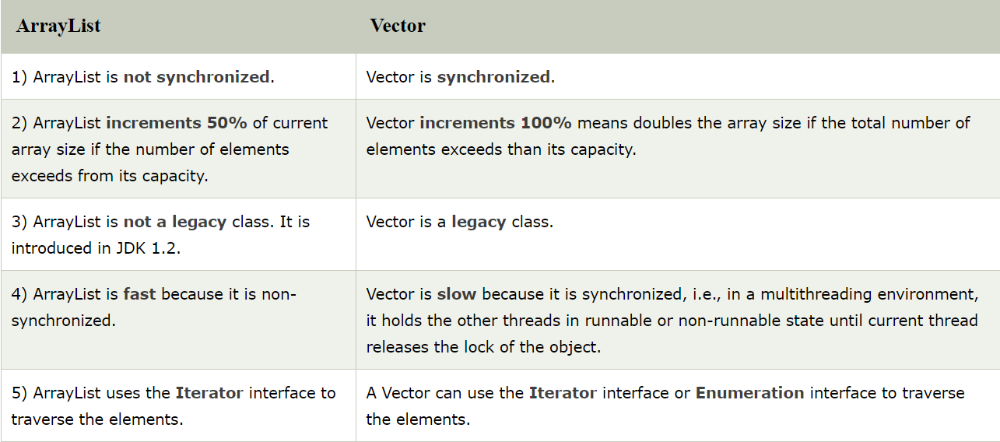 ArrayList
Vector
1) ArrayList is not synchronized.
Vector is synchronized.
2) ArrayList increments 50% of current
array size if the number of elements
exceeds from its capacity.
Vector increments 100% means doubles the array size if the total number of
elements exceeds than its capacity.
3) ArrayList is not a legacy class. It is
introduced in JDK 1.2.
Vector is a legacy class.
4) ArrayList is fast because it is non-
synchronized.
Vector is slow because it is synchronized, i.e., in a multithreading environment,
it holds the other threads in runnable or non-runnable state until current thread
releases the lock of the object.
5) ArrayList uses the Iterator interface to
traverse the elements.
A Vector can use the Iterator interface or Enumeration interface to traverse
the elements.